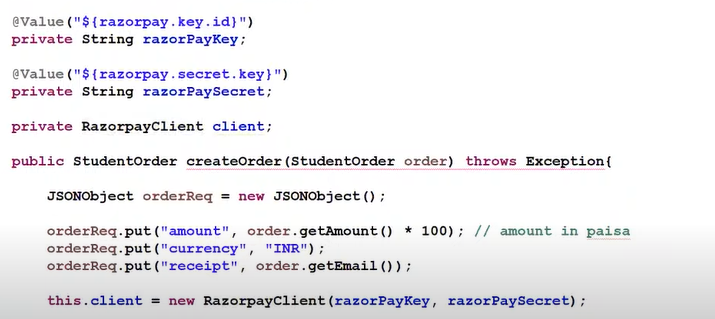 @Value("${razorpay.key.id}")
private String razorPayKey;
@Value("${razorpay.secret.key}")
private String razorPaySecret;
private RazorpayClient client;
public StudentOrder createOrder(StudentOrder order) throws Exception{
JSONObject orderReq = new JSONObject();
orderReq.put("amount", order.getAmount() * 100); // amount in paisa
orderReq.put("currency", "INR");
orderReq.put("receipt", order.getEmail());
this.client = new RazorpayClient(razorPayKey, razorPaySecret);